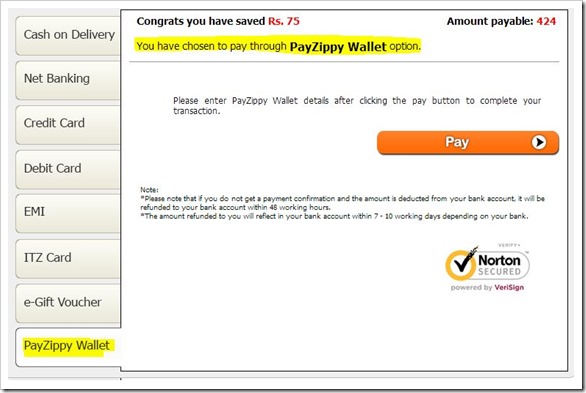 Cash on Delivery
Net Banking
Credit Card
Debit Card
EMI
ITZ Card
e-Gift Voucher
PayZippy Wallet
Congrats you have saved Rs. 75 Amount payable: 424
You have chosen to pay through PayZippy Wallet option.
Please enter PayZippy Wallet details after clicking the pay button to complete your
transaction.
Pay
Note:
*Please note that if you do not get a payment confirmation and the amount is deducted from your bank account, it will be
refunded to your bank account within 48 working hours.
*The amount refunded to you will reflect in your bank account within 7 - 10 working days depending on your bank.
VERIFY▸
Norton
SECURED
powered by VeriSign